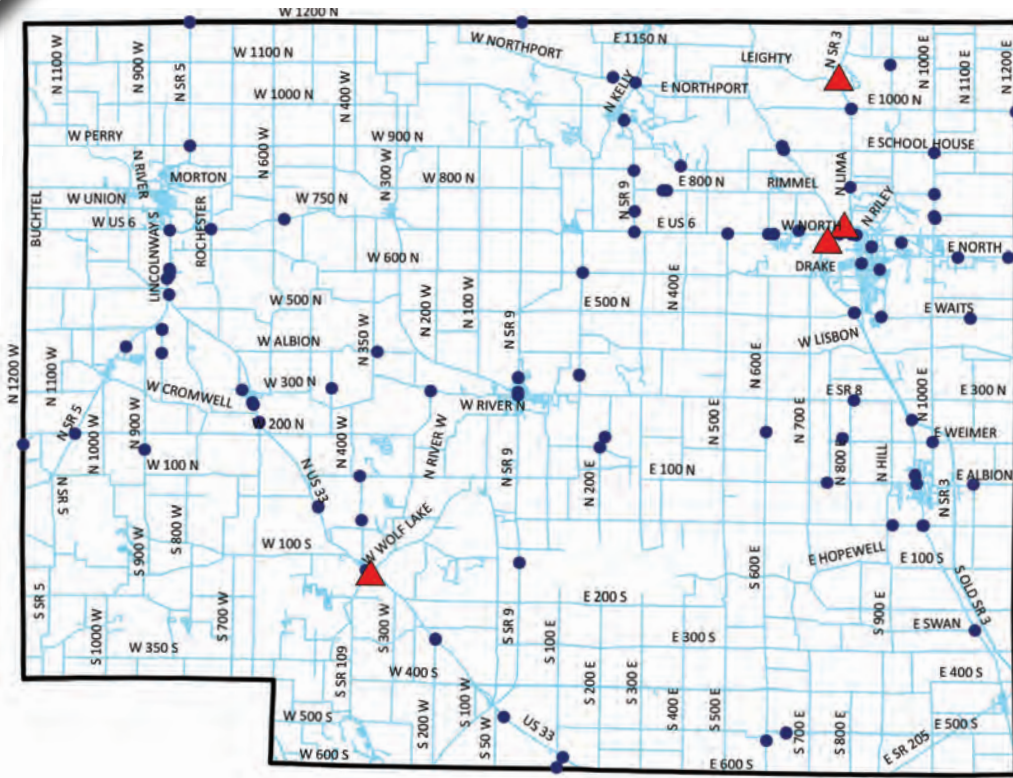 W 1200 N
W NORTHPORT
E 1150 N
LEIGHTY
N SR 3
N 1100 W
N 900 W
N SR 5
W 1100 N
N 400 W
N KELLY
E NORTHPORT
N 1000 E
N 1100 E
N 1200 E
W 1000 N
E 1000 N
W PERRY
N RIVER
N 600 W
W 900 N
N 300 W
E SCHOOL HOUSE
MORTON
W 800 N
E 800 N
RIMMEL
N LIMA
W UNION
W 750 N
N SR 9
N RILEY
BUCHTEL
W US 6
LINCOLNWAY S
ROCHESTER
E US 6
W NORTH
E NORTH
W 600 N
DRAKE
N 400 E
W 500 N
N 200 W
N 100 W
E 500 N
E WAITS
W ALBION
N 350 W
N SR 9
W LISBON
N 1200 W
N 1100 W
N 600 E
W CROMWELL
W 300 N
W RIVER N
E SR 8
N 1000 E
E 300 N
N SR 5
N 1000 W
N 900 W
W 200 N
N 400 W
N RIVER W
N SR 9
N 500 E
N 700 E
E WEIMER
W 100 N
N 200 E
E 100 N
N 800 E
N HILL
N SR 3
E ALBION
N SR 5
N US 33
S 900 W
S 800 W
W 100 S
W WOLF LAKE
S 600 E
E HOPEWELL
E 100 S
S SR 5
S 1000 W
S 700 W
S 300 W
S SR 9
E 200 S
S 900 E
S OLD SR 3
E SWAN
W 350 S
S SR 109
W 400 S
S 100 E
E 300 S
E 400 S
S 200 E
S 300 E
S 400 E
S 500 E
W 500 S
S 200 W
S 100 W
S 50 W
US 33
S 700 E
S 800 E
E SR 205
E 500 S
W 600 S
E 600 S